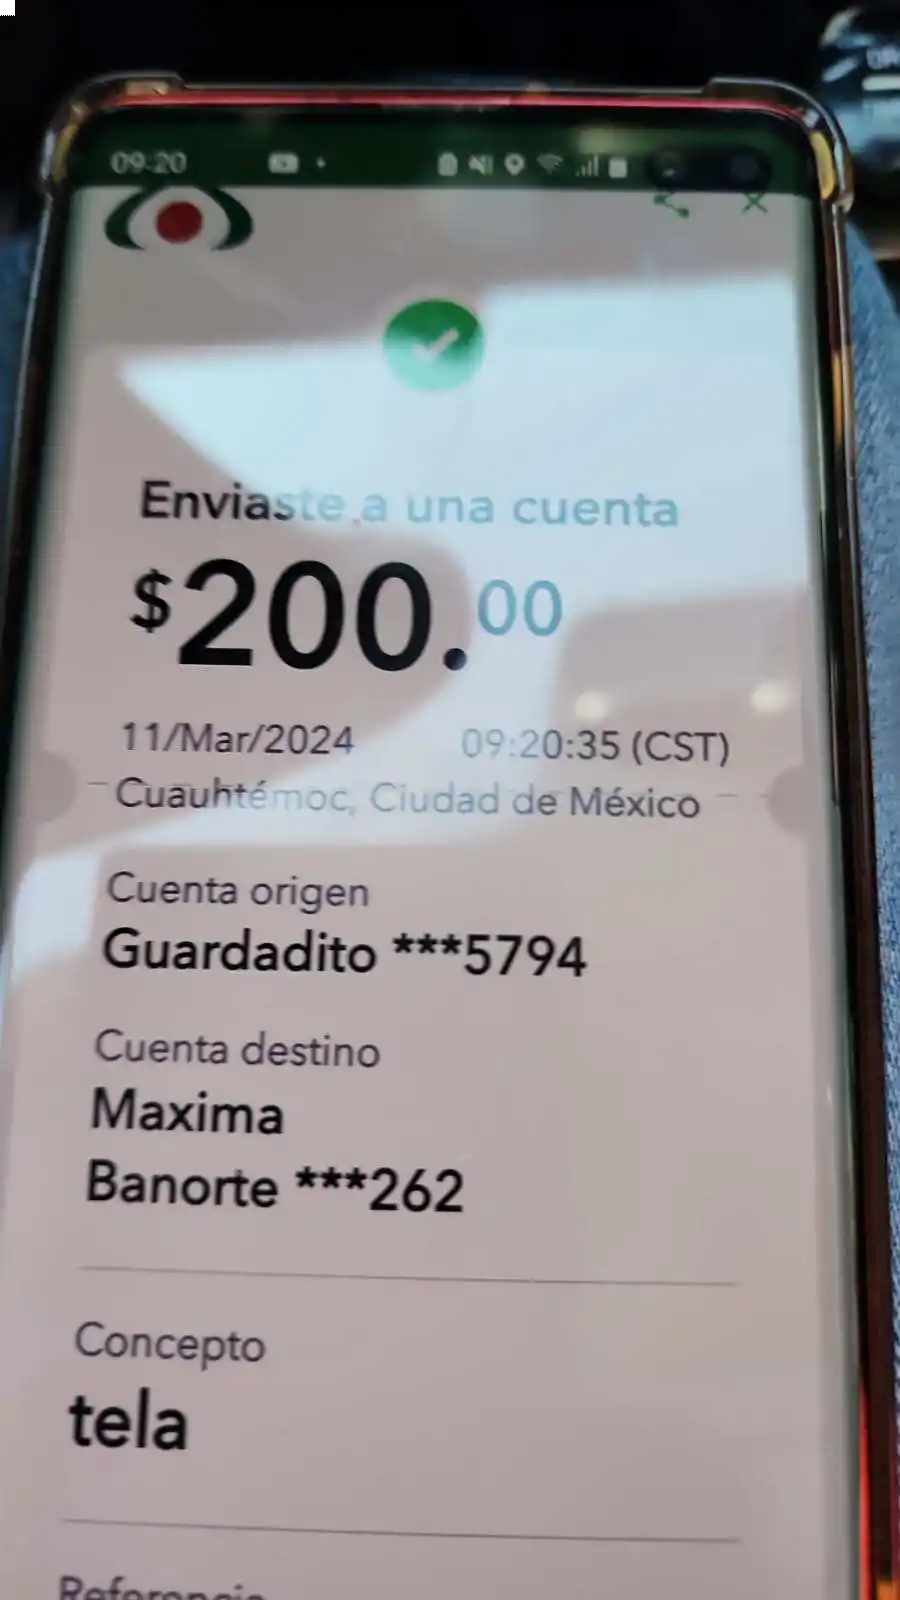 09:20
Enviaste a una cuenta
$200.00
11/Mar/2024 09:20:35 (CST)
Cuauhtémoc, Ciudad de México
Cuenta origen
Guardadito ***5794
Cuenta destino
Maxima
Banorte ***262
Concepto
tela
Referencia